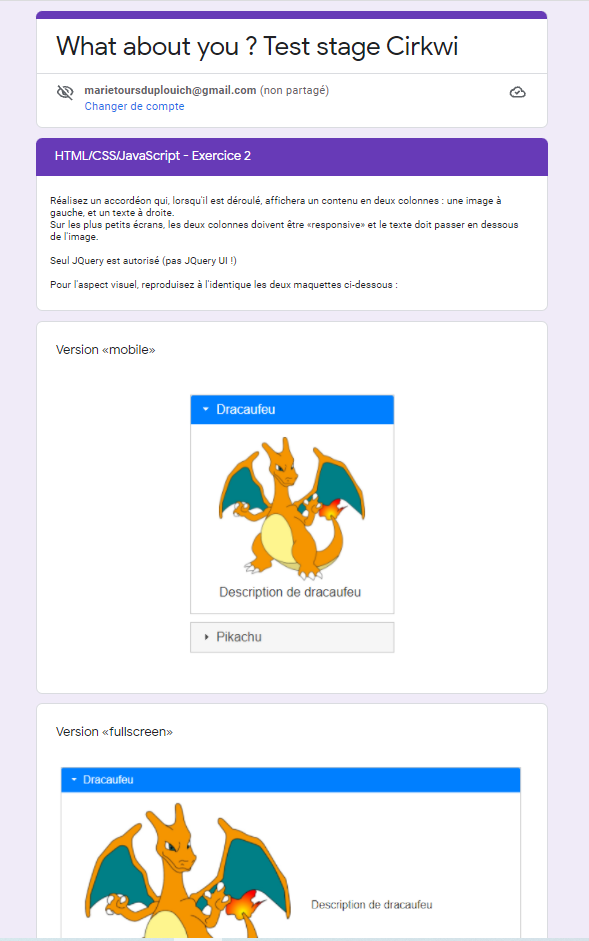 What about you ? Test stage Cirkwi
marietoursduplouich@gmail.com (non partagé)
Changer de compte
HTML/CSS/JavaScript - Exercice 2
Réalisez un accordéon qui, lorsqu'il est déroulé, affichera un contenu en deux colonnes : une image à
gauche, et un texte à droite.
Sur les plus petits écrans, les deux colonnes doivent être «responsive» et le texte doit passer en dessous
de l'image.
Seul JQuery est autorisé (pas JQuery UI !)
Pour l'aspect visuel, reproduisez à l'identique les deux maquettes ci-dessous :
Version «mobile»
Dracaufeu
Description de dracaufeu
Pikachu
Version «fullscreen»
Dracaufeu
Description de dracaufeu